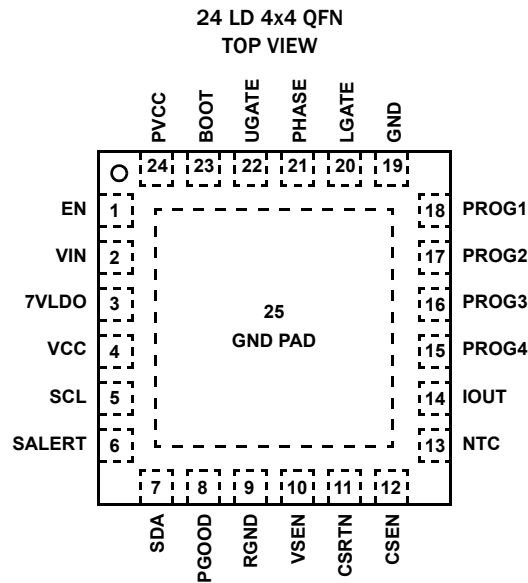 24 LD 4x4 QFN
TOP VIEW
PVCC
BOOT
UGATE
PHASE
LGATE
GND
24 23 22 21 20 19
EN 1 18 PROG1
VIN 2 17 PROG2
7VLDO 3 16 PROG3
25
GND PAD
VCC 4 15 PROG4
SCL 5 14 IOUT
SALERT 6 13 NTC
7 8 9 10 11 12
SDA
PGOOD
RGND
VSEN
CSRTN
CSEN